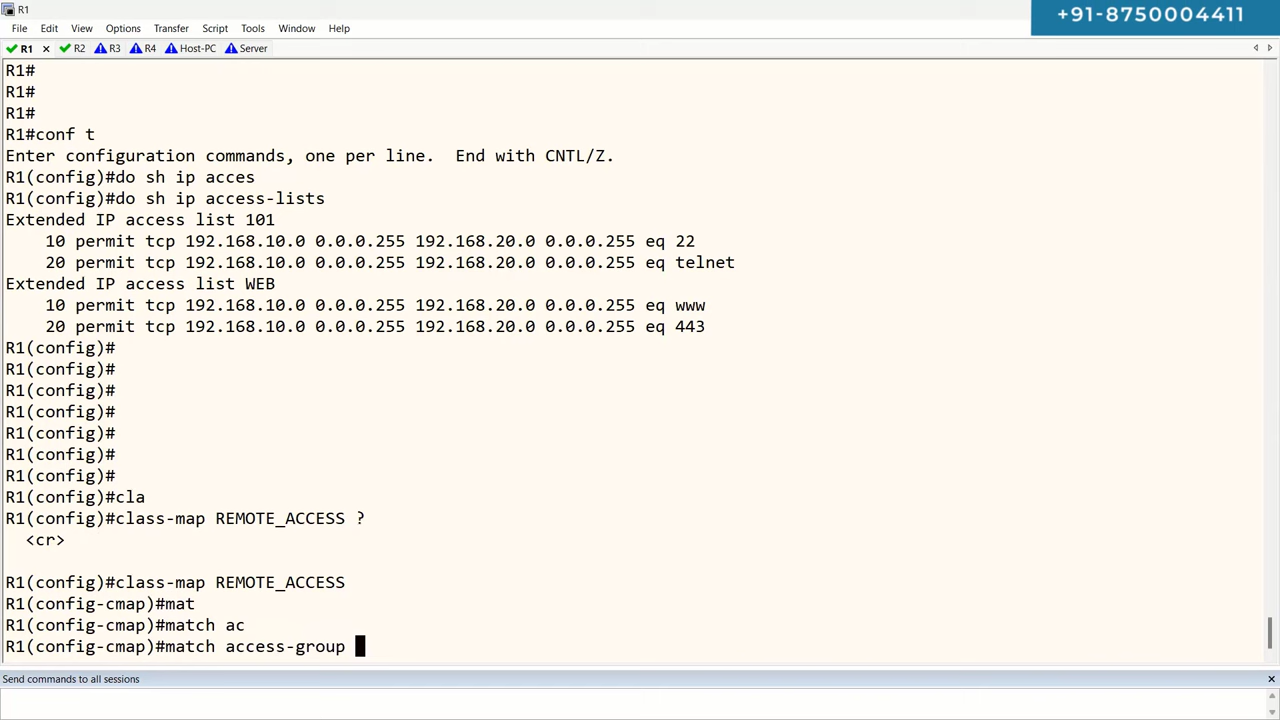 R1
+91-8750004411
File Edit View Options Transfer Script Tools Window Help
R1 R2 R3 R4 Host-PC Server
R1#
R1#
R1#
R1#conf t
Enter configuration commands, one per line.  End with CNTL/Z.
R1(config)#do sh ip acces
R1(config)#do sh ip access-lists
Extended IP access list 101
    10 permit tcp 192.168.10.0 0.0.0.255 192.168.20.0 0.0.0.255 eq 22
    20 permit tcp 192.168.10.0 0.0.0.255 192.168.20.0 0.0.0.255 eq telnet
Extended IP access list WEB
    10 permit tcp 192.168.10.0 0.0.0.255 192.168.20.0 0.0.0.255 eq www
    20 permit tcp 192.168.10.0 0.0.0.255 192.168.20.0 0.0.0.255 eq 443
R1(config)#
R1(config)#
R1(config)#
R1(config)#
R1(config)#
R1(config)#
R1(config)#
R1(config)#cla
R1(config)#class-map REMOTE_ACCESS ?
  <cr>
R1(config)#class-map REMOTE_ACCESS
R1(config-cmap)#mat
R1(config-cmap)#match ac
R1(config-cmap)#match access-group
Send commands to all sessions